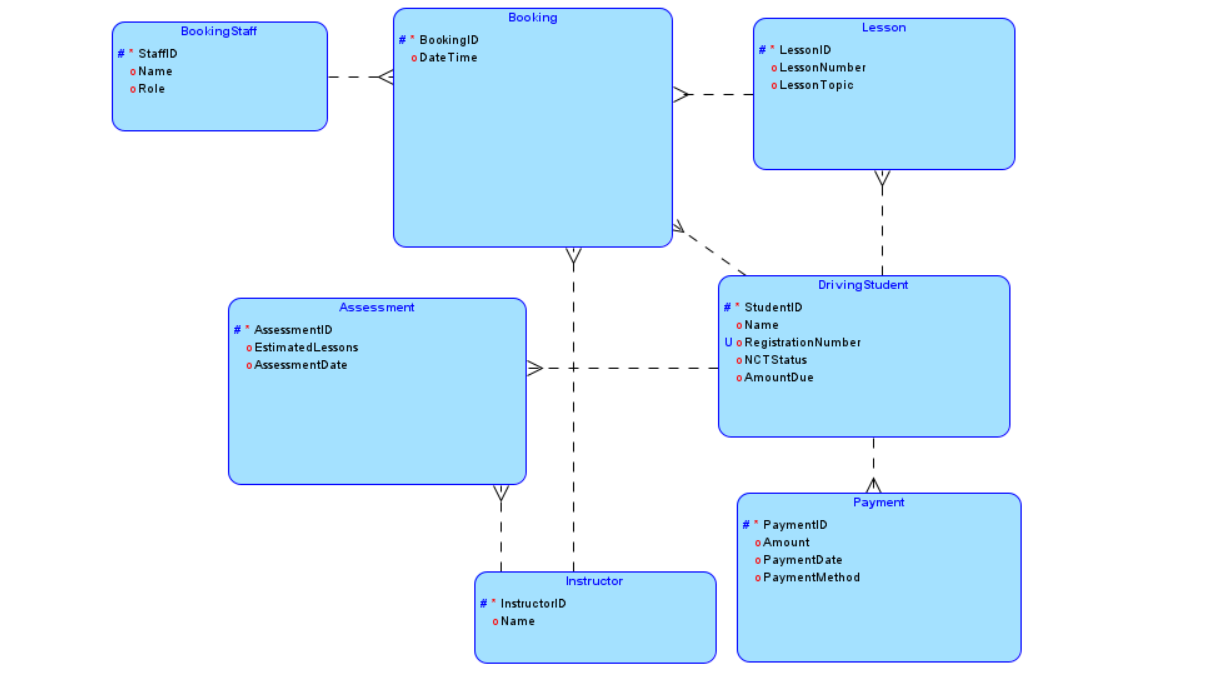 BookingStaff
# * StaffID
o Name
o Role
Booking
# * BookingID
o DateTime
Lesson
# * LessonID
o LessonNumber
o LessonTopic
Assessment
# * AssessmentID
o EstimatedLessons
o AssessmentDate
DrivingStudent
# * StudentID
o Name
U o RegistrationNumber
o NCTStatus
o AmountDue
Payment
# * PaymentID
o Amount
o PaymentDate
o PaymentMethod
Instructor
# * InstructorID
o Name